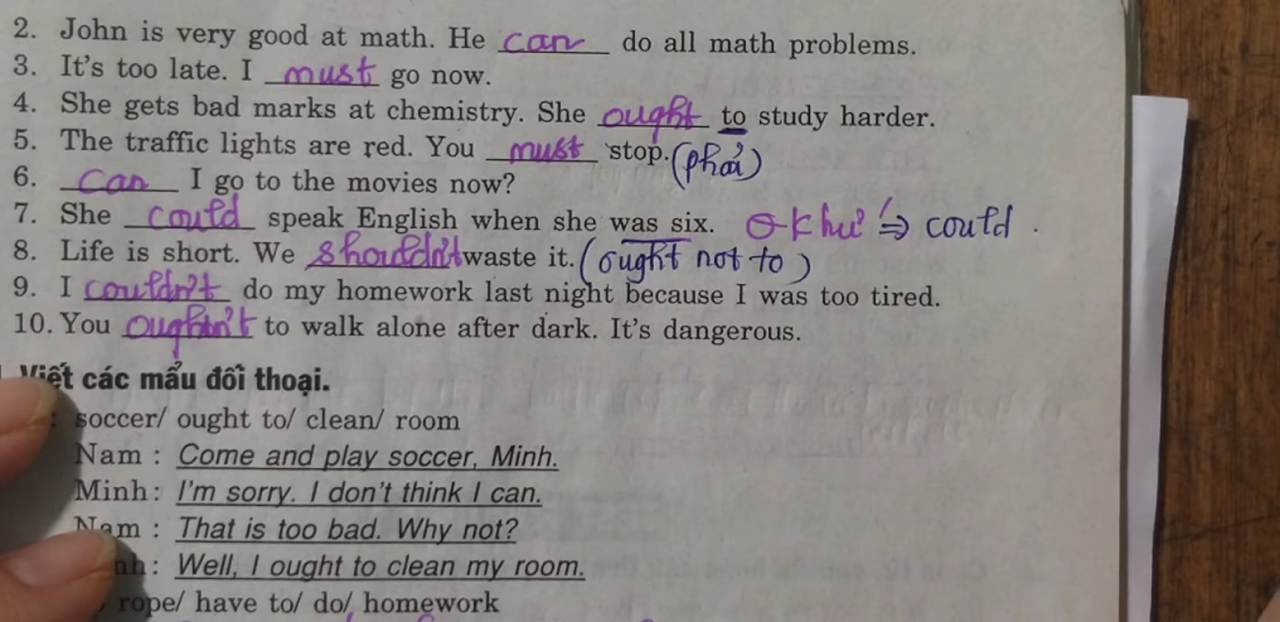 2. John is very good at math. He can do all math problems.
3. It's too late. I must go now.
4. She gets bad marks at chemistry. She ought to study harder.
5. The traffic lights are red. You must stop. (phải)
6. Can I go to the movies now?
7. She could speak English when she was six. ở k hứ ⇒ could
8. Life is short. We shouldn't waste it. (ought not to)
9. I couldn't do my homework last night because I was too tired.
10. You oughtn't to walk alone after dark. It's dangerous.
Viết các mẩu đối thoại.
soccer/ ought to/ clean/ room
Nam : Come and play soccer, Minh.
Minh : I'm sorry. I don't think I can.
Nam : That is too bad. Why not?
nh : Well, I ought to clean my room.
rope/ have to/ do/ homework